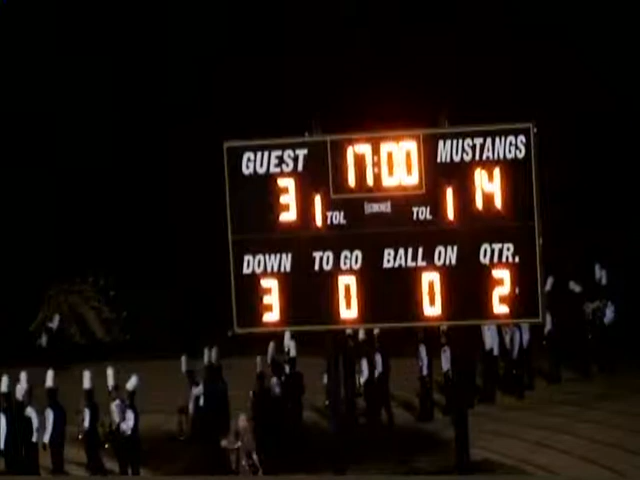 GUEST 17:00 MUSTANGS
3 1 TOL TOL 1 14
DOWN TO GO BALL ON QTR.
3 0 0 2